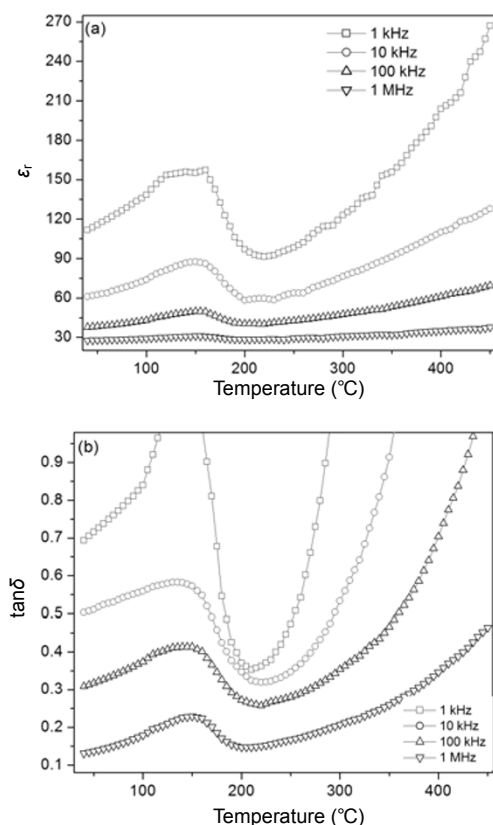 (a)
1 kHz
10 kHz
100 kHz
1 MHz
270
240
210
180
150
120
90
60
30
εr
100 200 300 400
Temperature (℃)
(b)
0.9
0.8
0.7
0.6
0.5
0.4
0.3
0.2
0.1
tanδ
1 kHz
10 kHz
100 kHz
1 MHz
100 200 300 400
Temperature (℃)